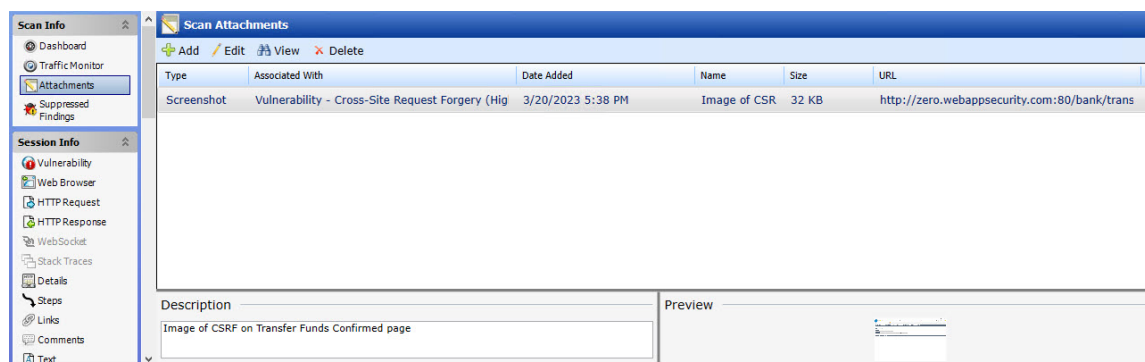 Scan Info
Dashboard
Traffic Monitor
Attachments
Suppressed
Findings
Session Info
Vulnerability
Web Browser
HTTP Request
HTTP Response
WebSocket
Stack Traces
Details
Steps
Links
Comments
Text
Scan Attachments
Add Edit View Delete
Type Associated With Date Added Name Size URL
Screenshot Vulnerability - Cross-Site Request Forgery (Hig 3/20/2023 5:38 PM Image of CSR 32 KB http://zero.webappsecurity.com:80/bank/trans
Description
Image of CSRF on Transfer Funds Confirmed page
Preview